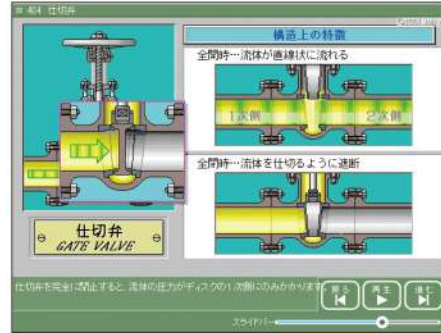 404 仕切弁
構造上の特徴
全開時…流体が直線状に流れる
1次側
2次側
全閉時…流体を仕切るように遮断
仕切弁
GATE VALVE
仕切弁を完全に閉止すると、流体の圧力がディスクの1次側にのみかかります。
戻る
再生
進む
スライドバー